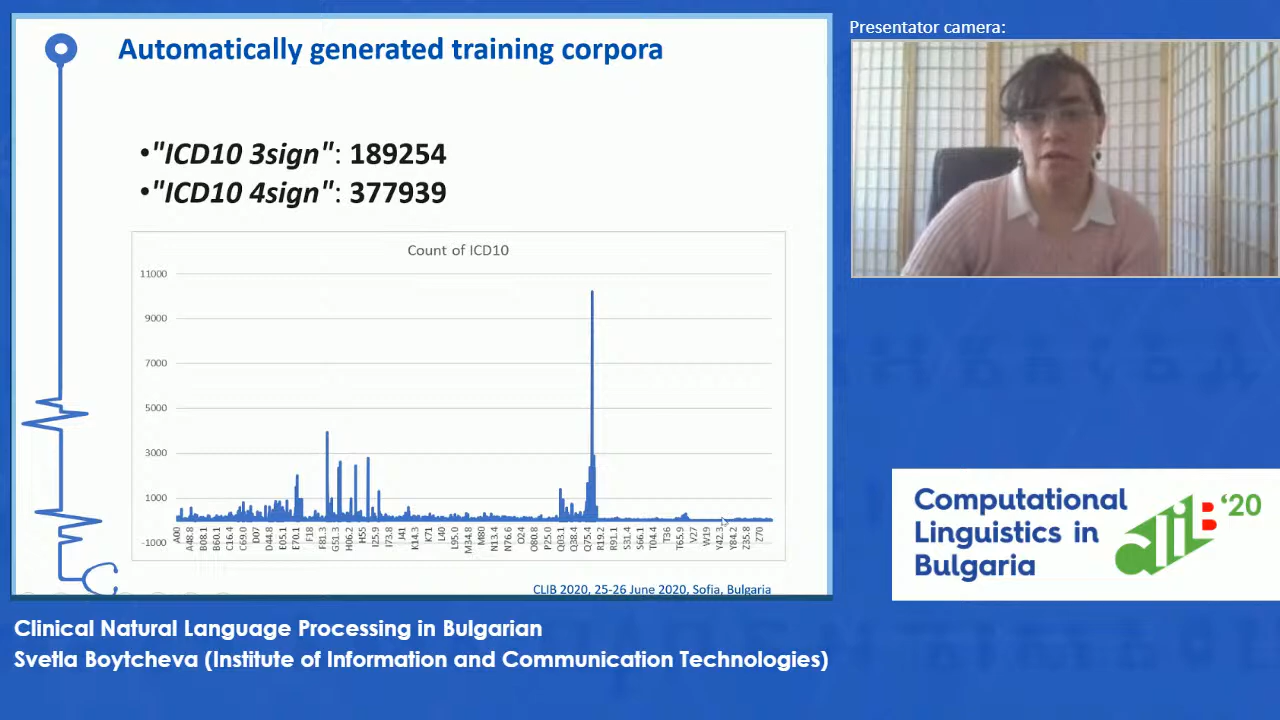 Automatically generated training corpora
Presentator camera:
•"ICD10 3sign": 189254
•"ICD10 4sign": 377939
Count of ICD10
11000
9000
7000
5000
3000
1000
-1000
A00 A48.8 B08.1 B60.1 C16.4 C69.0 D07 D44.8 E05.1 E70.1 F18 F81.3 G51.3 H06.2 H55 I25.9 I73.8 J41 K14.3 K71 L40 L95.0 M34.8 M80 N13.4 N76.6 O24 O80.8 P25.0 Q03.1 Q38.4 Q75.4 R19.2 R91.1 S31.4 S66.1 T04.4 T36 T65.9 V27 W19 Y42.3 Y84.2 Z35.8 Z70
CLIB 2020, 25-26 June 2020, Sofia, Bulgaria
Computational
Linguistics in
Bulgaria
clIB '20
Clinical Natural Language Processing in Bulgarian
Svetla Boytcheva (Institute of Information and Communication Technologies)